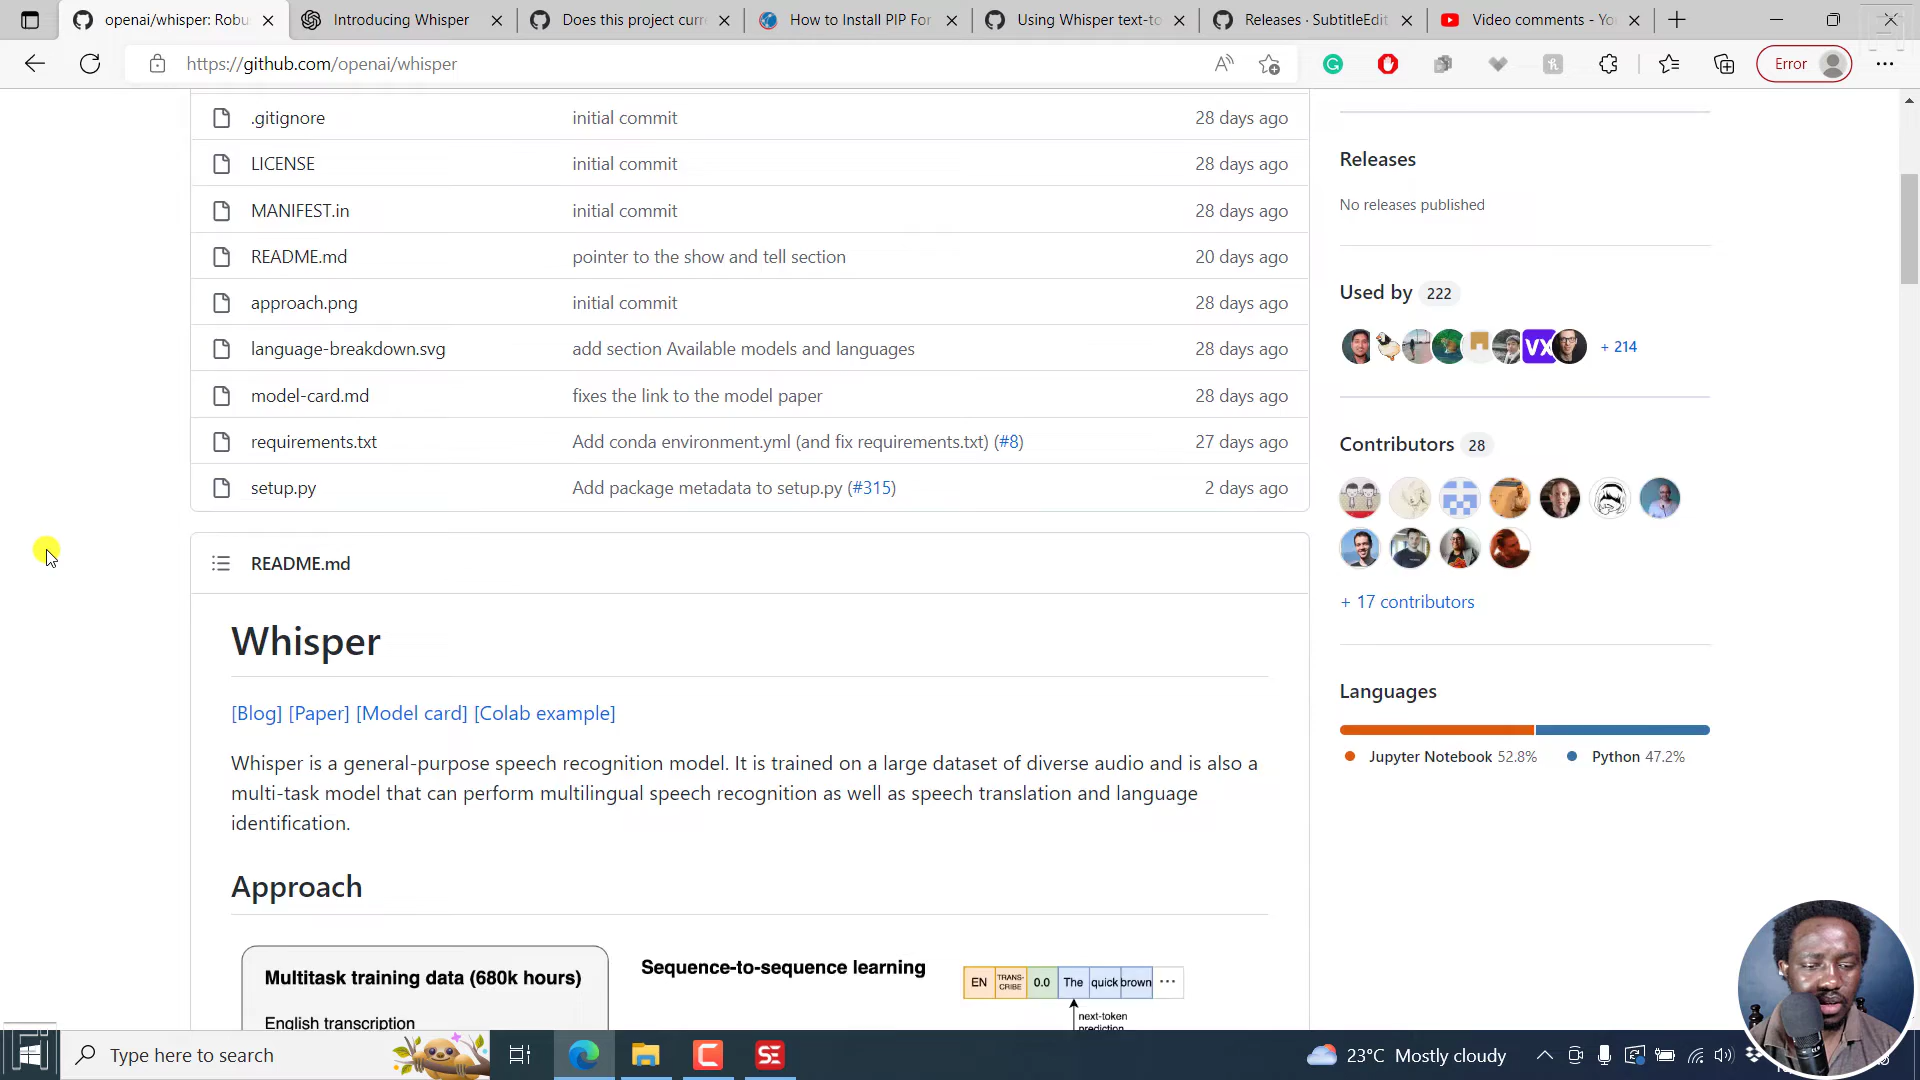 openai/whisper: Robu
Introducing Whisper
Does this project curr
How to Install PIP For
Using Whisper text-to
Releases · SubtitleEdit
Video comments - Yo
https://github.com/openai/whisper
Error
.gitignore initial commit 28 days ago
LICENSE initial commit 28 days ago
MANIFEST.in initial commit 28 days ago
README.md pointer to the show and tell section 20 days ago
approach.png initial commit 28 days ago
language-breakdown.svg add section Available models and languages 28 days ago
model-card.md fixes the link to the model paper 28 days ago
requirements.txt Add conda environment.yml (and fix requirements.txt) (#8) 27 days ago
setup.py Add package metadata to setup.py (#315) 2 days ago
Releases
No releases published
Used by 222
VX
+ 214
Contributors 28
+ 17 contributors
Languages
Jupyter Notebook 52.8% Python 47.2%
README.md
Whisper
[Blog] [Paper] [Model card] [Colab example]
Whisper is a general-purpose speech recognition model. It is trained on a large dataset of diverse audio and is also a
multi-task model that can perform multilingual speech recognition as well as speech translation and language
identification.
Approach
Multitask training data (680k hours)
English transcription
Sequence-to-sequence learning
EN
TRANS-
CRIBE
0.0
The
quick
brown
...
next-token
prediction
Type here to search
SE
23°C Mostly cloudy